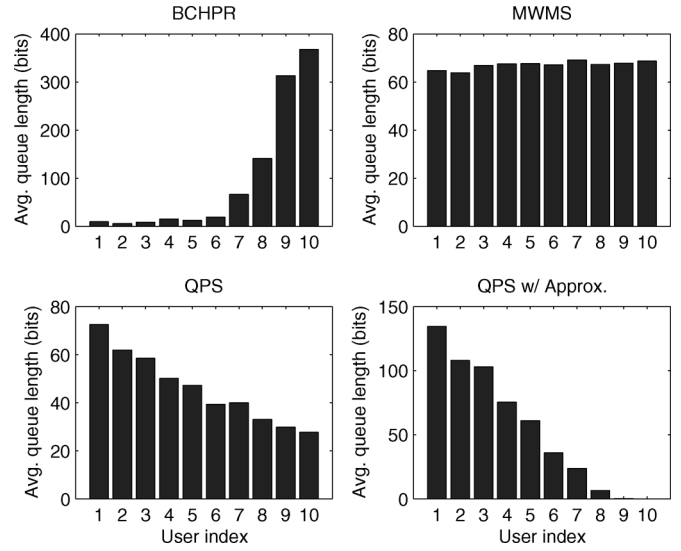 BCHPR
Avg. queue length (bits)
400
300
200
100
0
1 2 3 4 5 6 7 8 9 10
MWMS
Avg. queue length (bits)
80
60
40
20
0
1 2 3 4 5 6 7 8 9 10
QPS
Avg. queue length (bits)
80
60
40
20
0
1 2 3 4 5 6 7 8 9 10
User index
QPS w/ Approx.
Avg. queue length (bits)
150
100
50
0
1 2 3 4 5 6 7 8 9 10
User index